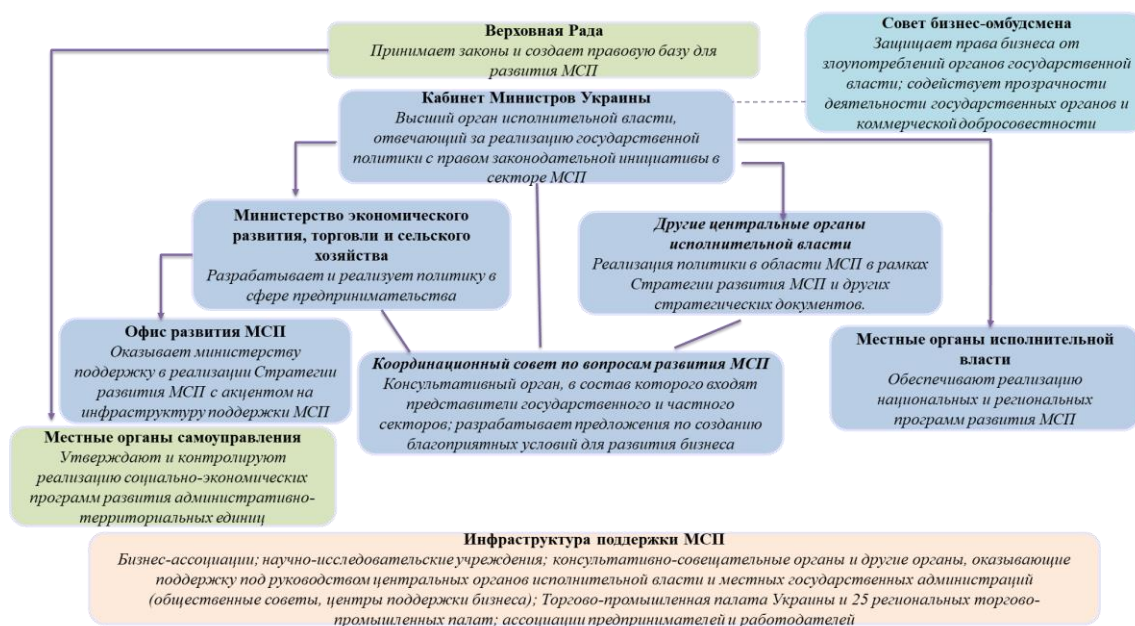 Верховная Рада
Принимает законы и создает правовую базу для
развития МСП
Совет бизнес-омбудсмена
Защищает права бизнеса от
злоупотреблений органов государственной
власти; содействует прозрачности
деятельности государственных органов и
коммерческой добросовестности
Кабинет Министров Украины
Высший орган исполнительной власти,
отвечающий за реализацию государственной
политики с правом законодательной инициативы в
секторе МСП
Министерство экономического
развития, торговли и сельского
хозяйства
Разрабатывает и реализует политику в
сфере предпринимательства
Другие центральные органы
исполнительной власти
Реализация политики в области МСП в рамках
Стратегии развития МСП и других
стратегических документов.
Офис развития МСП
Оказывает министерству
поддержку в реализации Стратегии
развития МСП с акцентом на
инфраструктуру поддержки МСП
Координационный совет по вопросам развития МСП
Консультативный орган, в состав которого входят
представители государственного и частного
секторов; разрабатывает предложения по созданию
благоприятных условий для развития бизнеса
Местные органы исполнительной
власти
Обеспечивают реализацию
национальных и региональных
программ развития МСП
Местные органы самоуправления
Утверждают и контролируют
реализацию социально-экономических
программ развития административно-
территориальных единиц
Инфраструктура поддержки МСП
Бизнес-ассоциации; научно-исследовательские учреждения; консультативно-совещательные органы и другие органы, оказывающие
поддержку под руководством центральных органов исполнительной власти и местных государственных администраций
(общественные советы, центры поддержки бизнеса); Торгово-промышленная палата Украины и 25 региональных торгово-
промышленных палат; ассоциации предпринимателей и работодателей